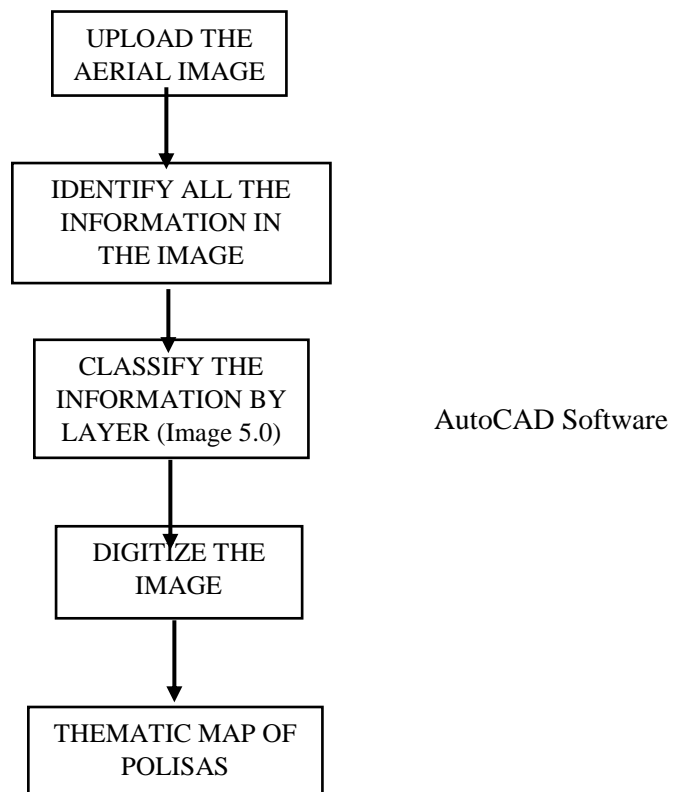 UPLOAD THE
AERIAL IMAGE
IDENTIFY ALL THE
INFORMATION IN
THE IMAGE
CLASSIFY THE
INFORMATION BY
LAYER (Image 5.0)
AutoCAD Software
DIGITIZE THE
IMAGE
THEMATIC MAP OF
POLISAS